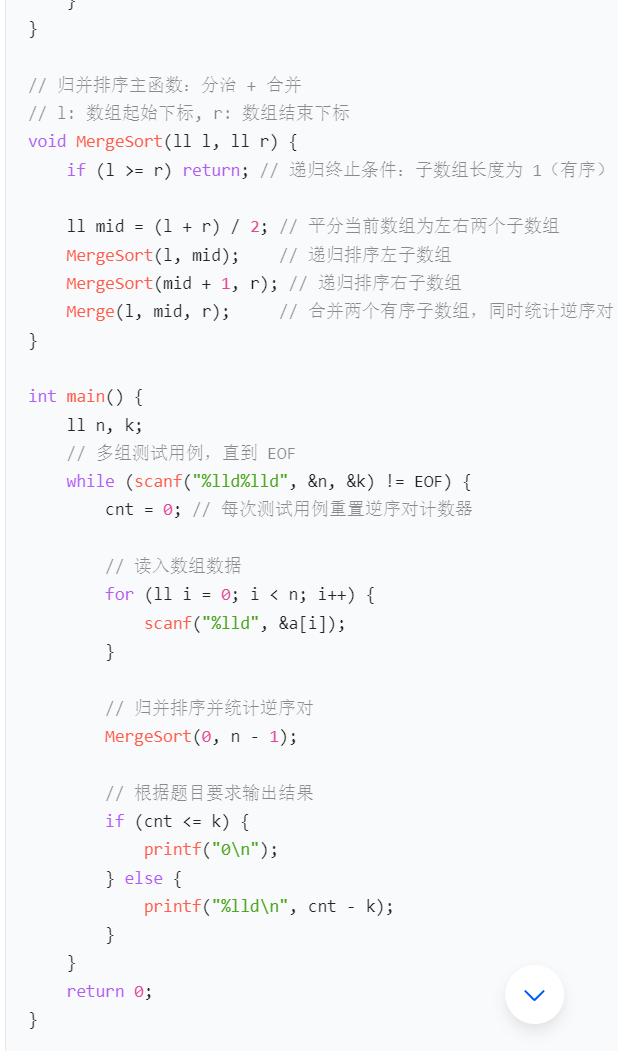 }
}
// 归并排序主函数：分治 + 合并
// l: 数组起始下标, r: 数组结束下标
void MergeSort(ll l, ll r) {
    if (l >= r) return; // 递归终止条件：子数组长度为 1（有序）
    ll mid = (l + r) / 2; // 平分当前数组为左右两个子数组
    MergeSort(l, mid);    // 递归排序左子数组
    MergeSort(mid + 1, r); // 递归排序右子数组
    Merge(l, mid, r);     // 合并两个有序子数组，同时统计逆序对
}
int main() {
    ll n, k;
    // 多组测试用例，直到 EOF
    while (scanf("%lld%lld", &n, &k) != EOF) {
        cnt = 0; // 每次测试用例重置逆序对计数器
        // 读入数组数据
        for (ll i = 0; i < n; i++) {
            scanf("%lld", &a[i]);
        }
        // 归并排序并统计逆序对
        MergeSort(0, n - 1);
        // 根据题目要求输出结果
        if (cnt <= k) {
            printf("0\n");
        } else {
            printf("%lld\n", cnt - k);
        }
    }
    return 0;
}